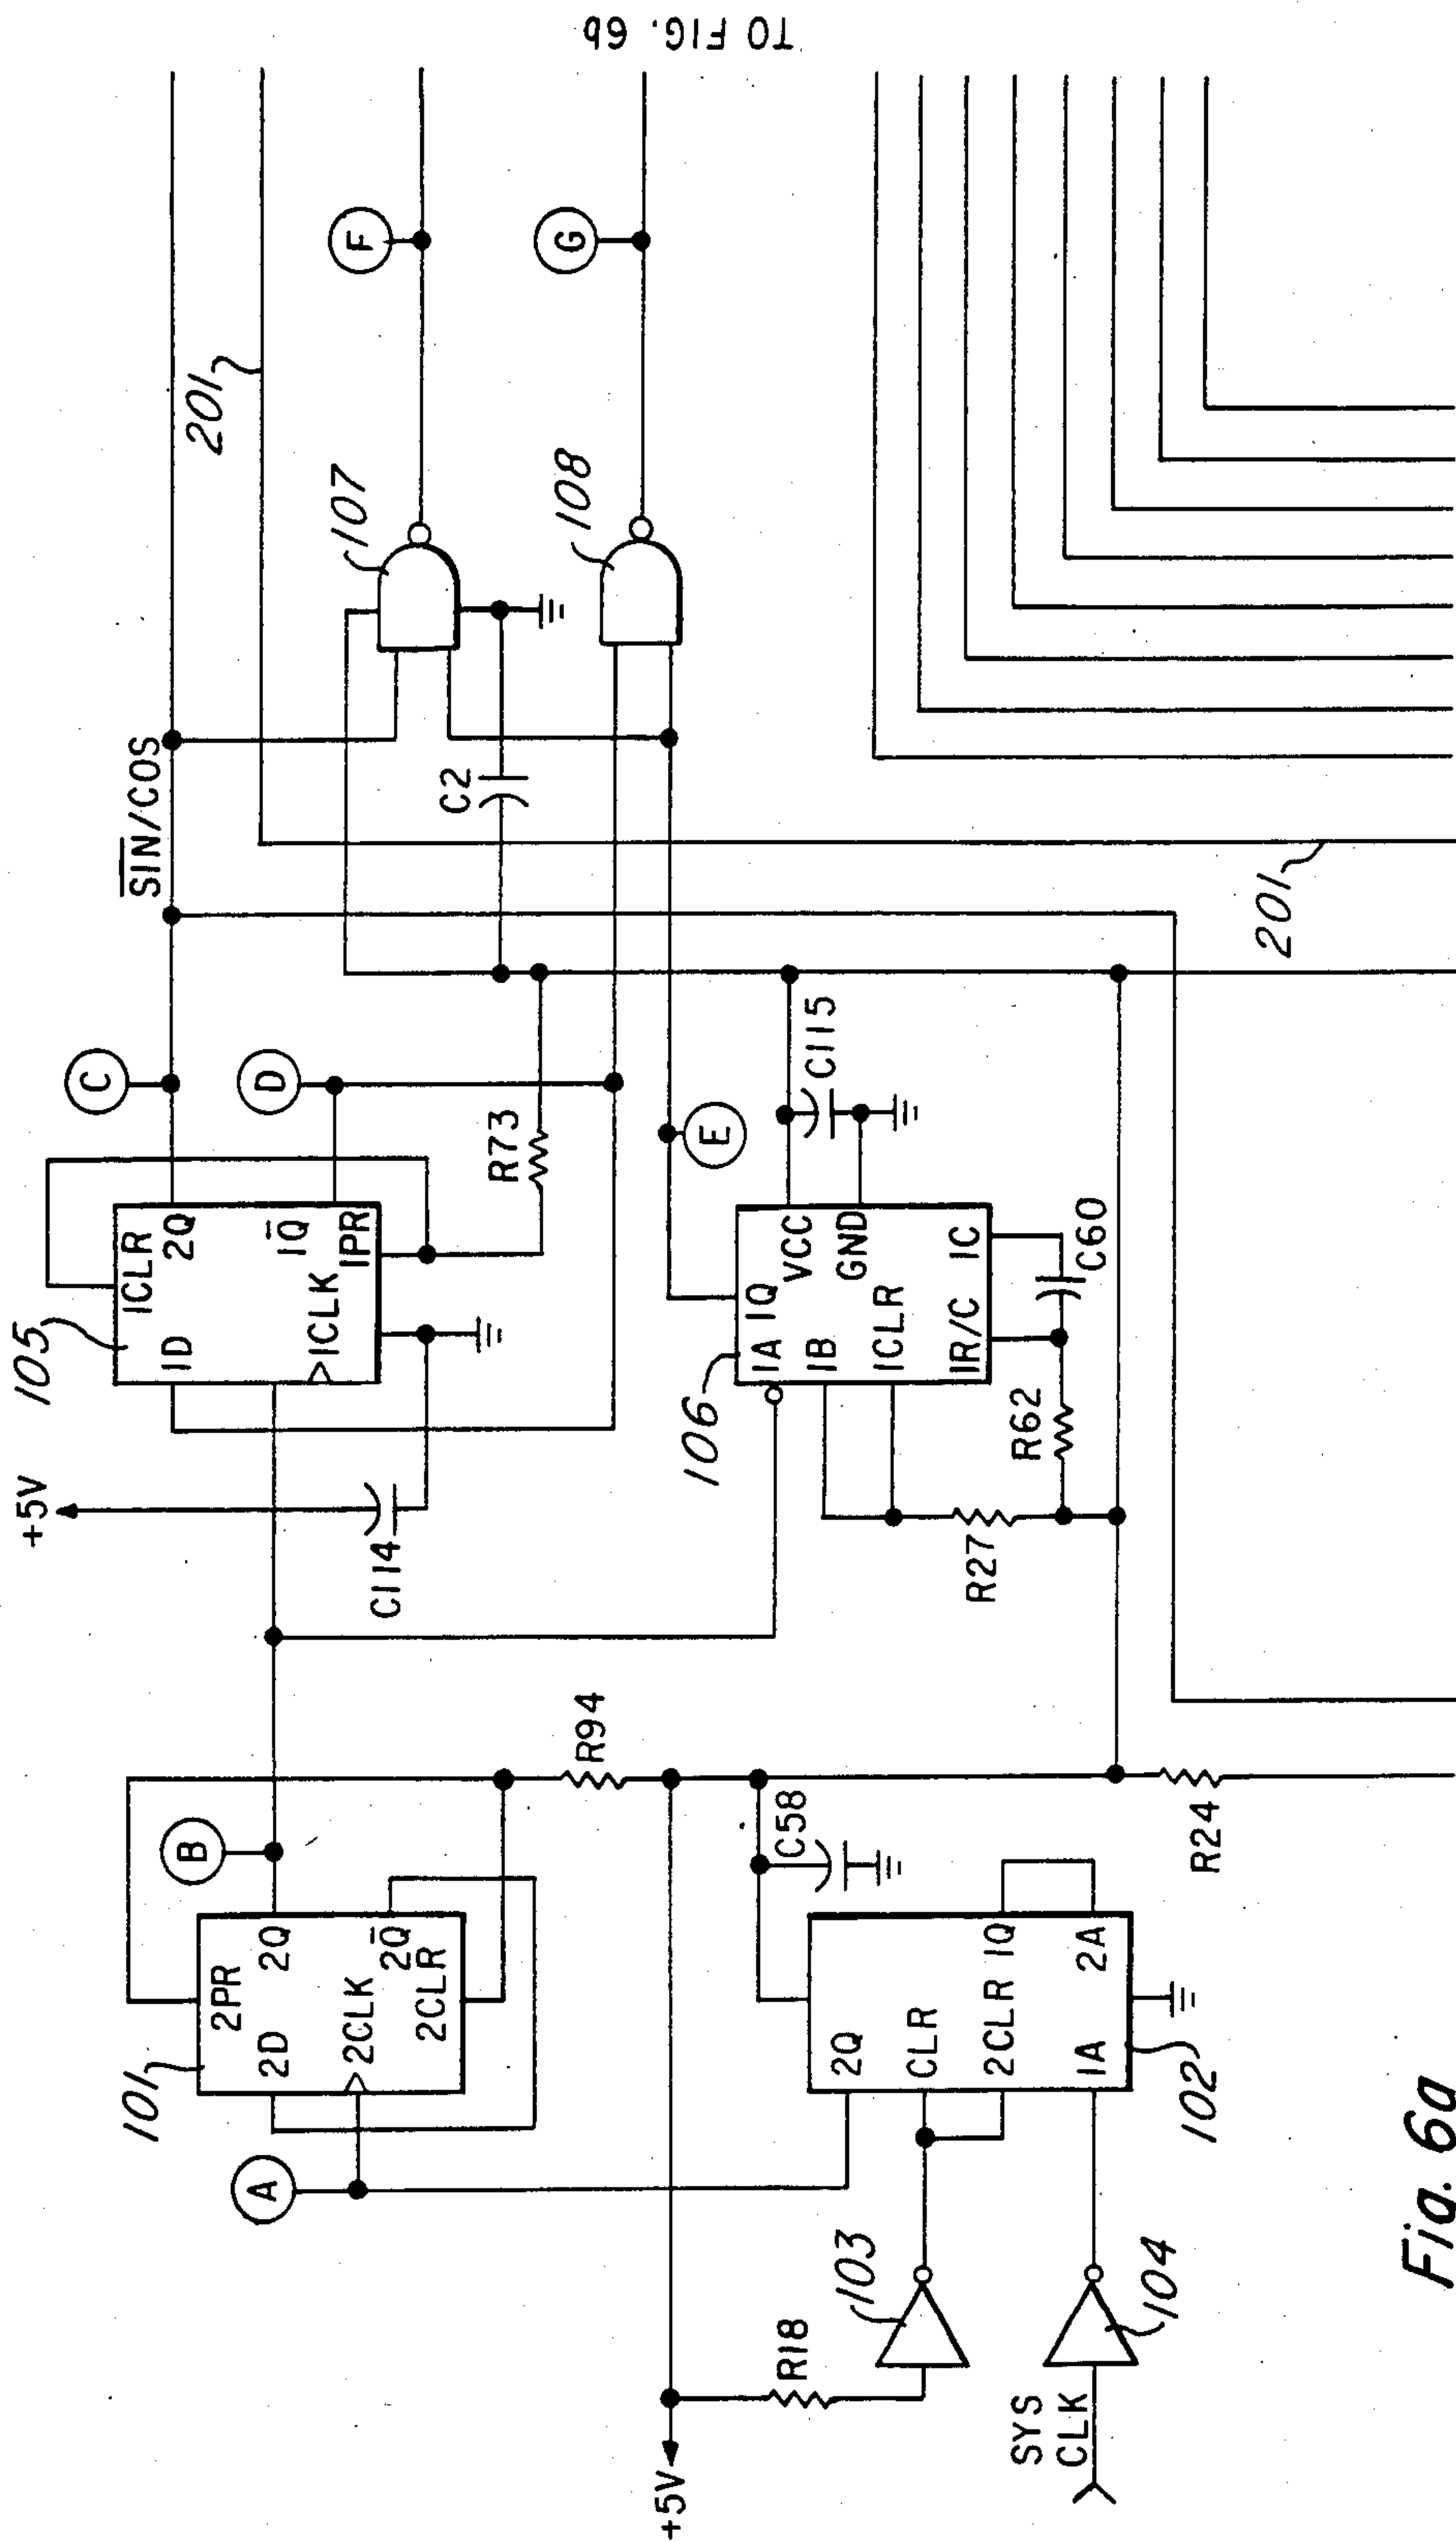 TO FIG. 6b
+5V
105
1CLR
1D
2Q
1Q̅
>1CLK
1PR
C
D
S̅I̅N̅/COS
201
F
107
G
108
C2
R73
C114
101
2PR
2D
2Q
2CLK
2Q̅
2CLR
B
A
R94
106
1A
1Q
1B
VCC
1CLR
GND
1R/C
1C
E
C115
C60
R62
R27
201
+5V
R18
103
SYS
CLK
104
2Q
CLR
2CLR
1Q
1A
2A
102
C58
R24
Fig. 6a